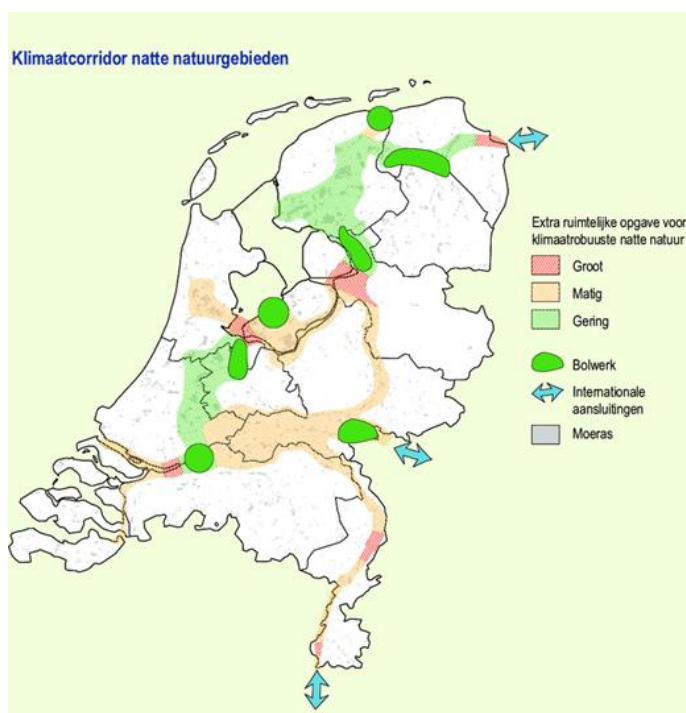 Klimaatcorridor natte natuurgebieden
Extra ruimtelijke opgave voor
klimaatrobuuste natte natuur
Groot
Matig
Gering
Bolwerk
Internationale
aansluitingen
Moeras